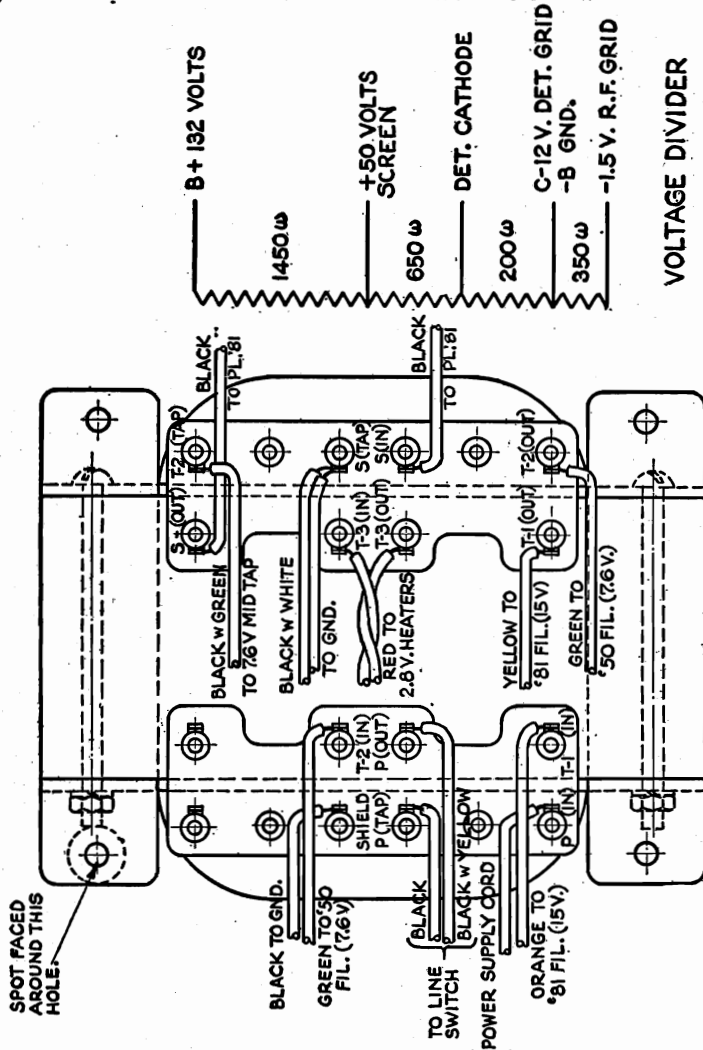 SPOT FACED
AROUND THIS
HOLE.
BLACK TO GND.
GREEN TO '50
FIL. (7.6 V)
BLACK
TO LINE
SWITCH
BLACK W YELLOW
POWER SUPPLY CORD
ORANGE TO
'81 FIL. (15V.)
SHIELD
P (TAP)
T-2 (IN)
P (OUT)
P (IN)
T-1 (IN)
BLACK W GREEN
TO 7.6 V MID TAP
BLACK W WHITE
TO GND.
RED TO
2.8 V. HEATERS
YELLOW TO
'81 FIL. (15 V)
GREEN TO
'50 FIL. (7.6 V.)
S - (OUT)
T-2 (TAP)
T-3 (IN)
T-3 (OUT)
S (TAP)
S (IN)
T-1 (OUT)
T-2 (OUT)
BLACK
TO PL. '81
BLACK
TO PL. '81
B+ 132 VOLTS
1450 ω
+50 VOLTS
SCREEN
650 ω
DET. CATHODE
200 ω
C-12 V. DET. GRID
-B GND.
350 ω
-1.5 V. R.F. GRID
VOLTAGE DIVIDER